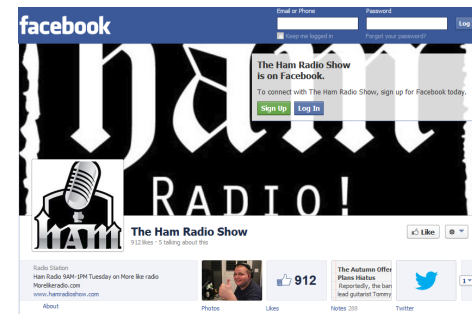 facebook
Email or Phone
Password
Log
Keep me logged in
Forgot your password?
ham
The Ham Radio Show
is on Facebook.
To connect with The Ham Radio Show, sign up for Facebook today.
Sign Up
Log In
RADIO!
HAM
The Ham Radio Show
912 likes · 5 talking about this
Like
Radio Station
Ham Radio 9AM-1PM Tuesday on More like radio
Morelikeradio.com
www.hamradioshow.com
About
912
The Autumn Offer
Plans Hiatus
Reportedly, the ban
lead guitarist Tommy
1
Photos
Likes
Notes 288
Twitter